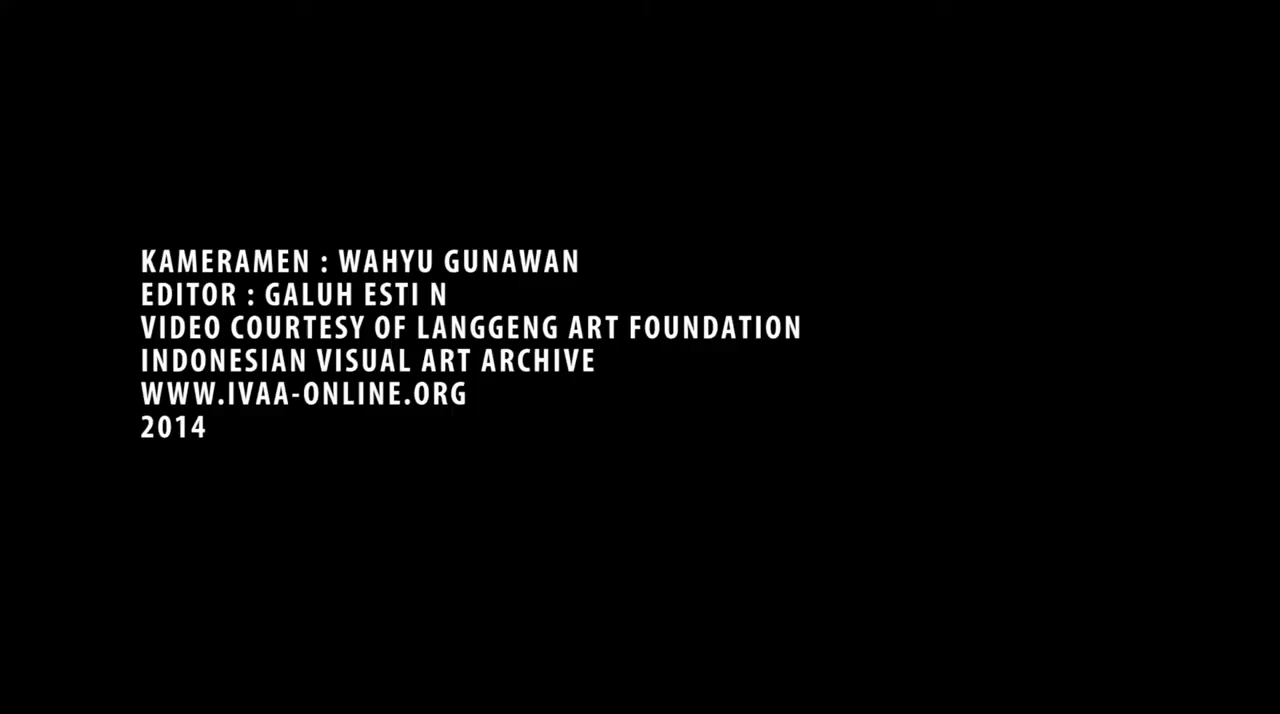 KAMERAMEN : WAHYU GUNAWAN
EDITOR : GALUH ESTI N
VIDEO COURTESY OF LANGGENG ART FOUNDATION
INDONESIAN VISUAL ART ARCHIVE
WWW.IVAA-ONLINE.ORG
2014